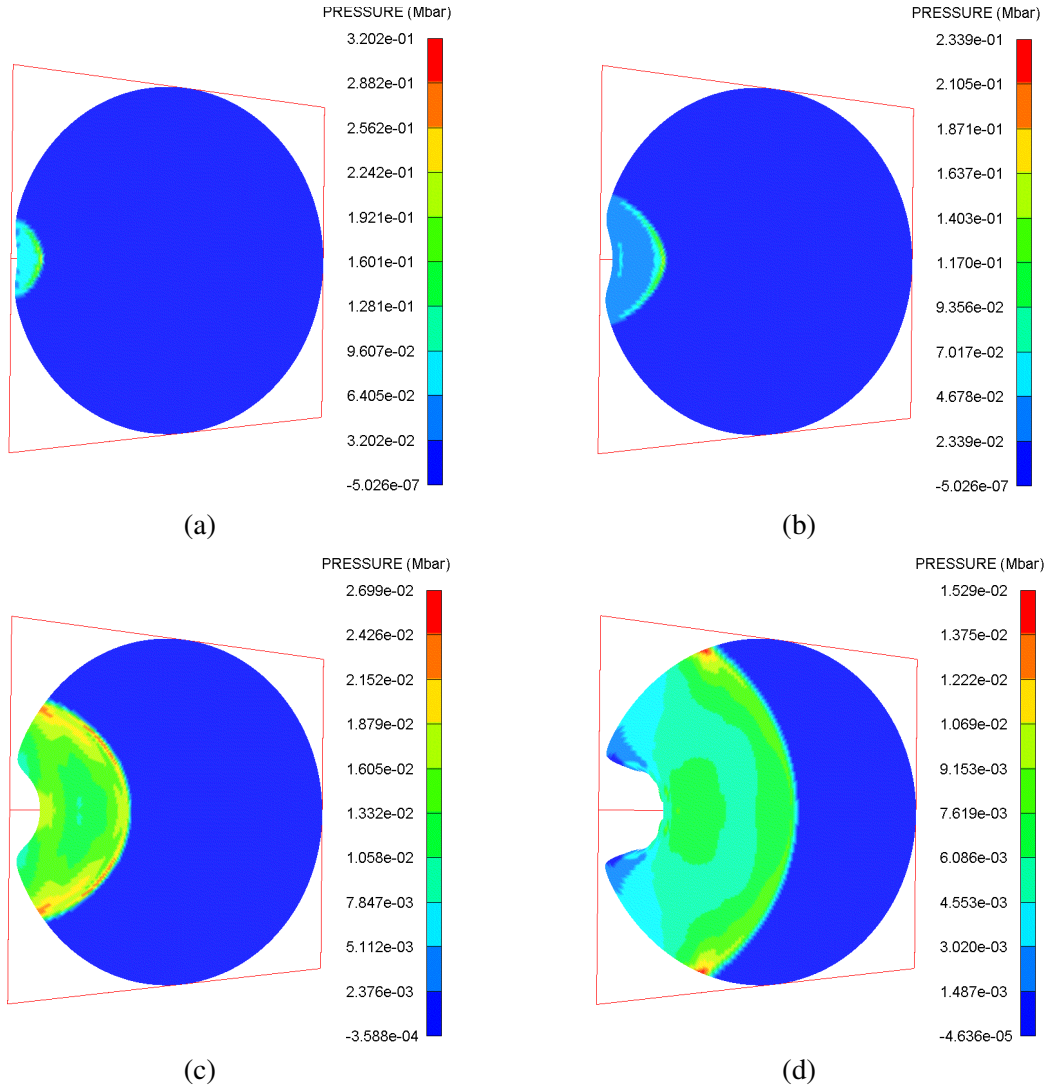 PRESSURE (Mbar)
3.202e-01
2.882e-01
2.562e-01
2.242e-01
1.921e-01
1.601e-01
1.281e-01
9.607e-02
6.405e-02
3.202e-02
-5.026e-07
(a)
PRESSURE (Mbar)
2.339e-01
2.105e-01
1.871e-01
1.637e-01
1.403e-01
1.170e-01
9.356e-02
7.017e-02
4.678e-02
2.339e-02
-5.026e-07
(b)
PRESSURE (Mbar)
2.699e-02
2.426e-02
2.152e-02
1.879e-02
1.605e-02
1.332e-02
1.058e-02
7.847e-03
5.112e-03
2.376e-03
-3.588e-04
(c)
PRESSURE (Mbar)
1.529e-02
1.375e-02
1.222e-02
1.069e-02
9.153e-03
7.619e-03
6.086e-03
4.553e-03
3.020e-03
1.487e-03
-4.636e-05
(d)